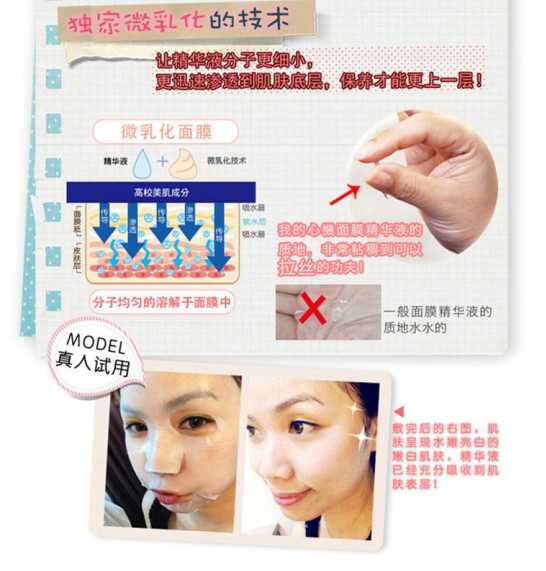 独家微乳化的技术
让精华液分子更细小，
更迅速渗透到肌肤底层，保养才能更上一层！
微乳化面膜
精华液
+
微乳化技术
高校美肌成分
面膜纸
皮肤层
传导
渗透
传导
渗透
传导
吸水层
锁水层
吸水层
分子均匀的溶解于面膜中
我的心机面膜精华液的
质地，非常粘稠到可以
拉丝的功夫！
一般面膜精华液的
质地水水的
MODEL
真人试用
敷完后的右图，肌
肤呈现水嫩亮白的
嫩白肌肤，精华液
已经充分吸收到肌
肤表层！